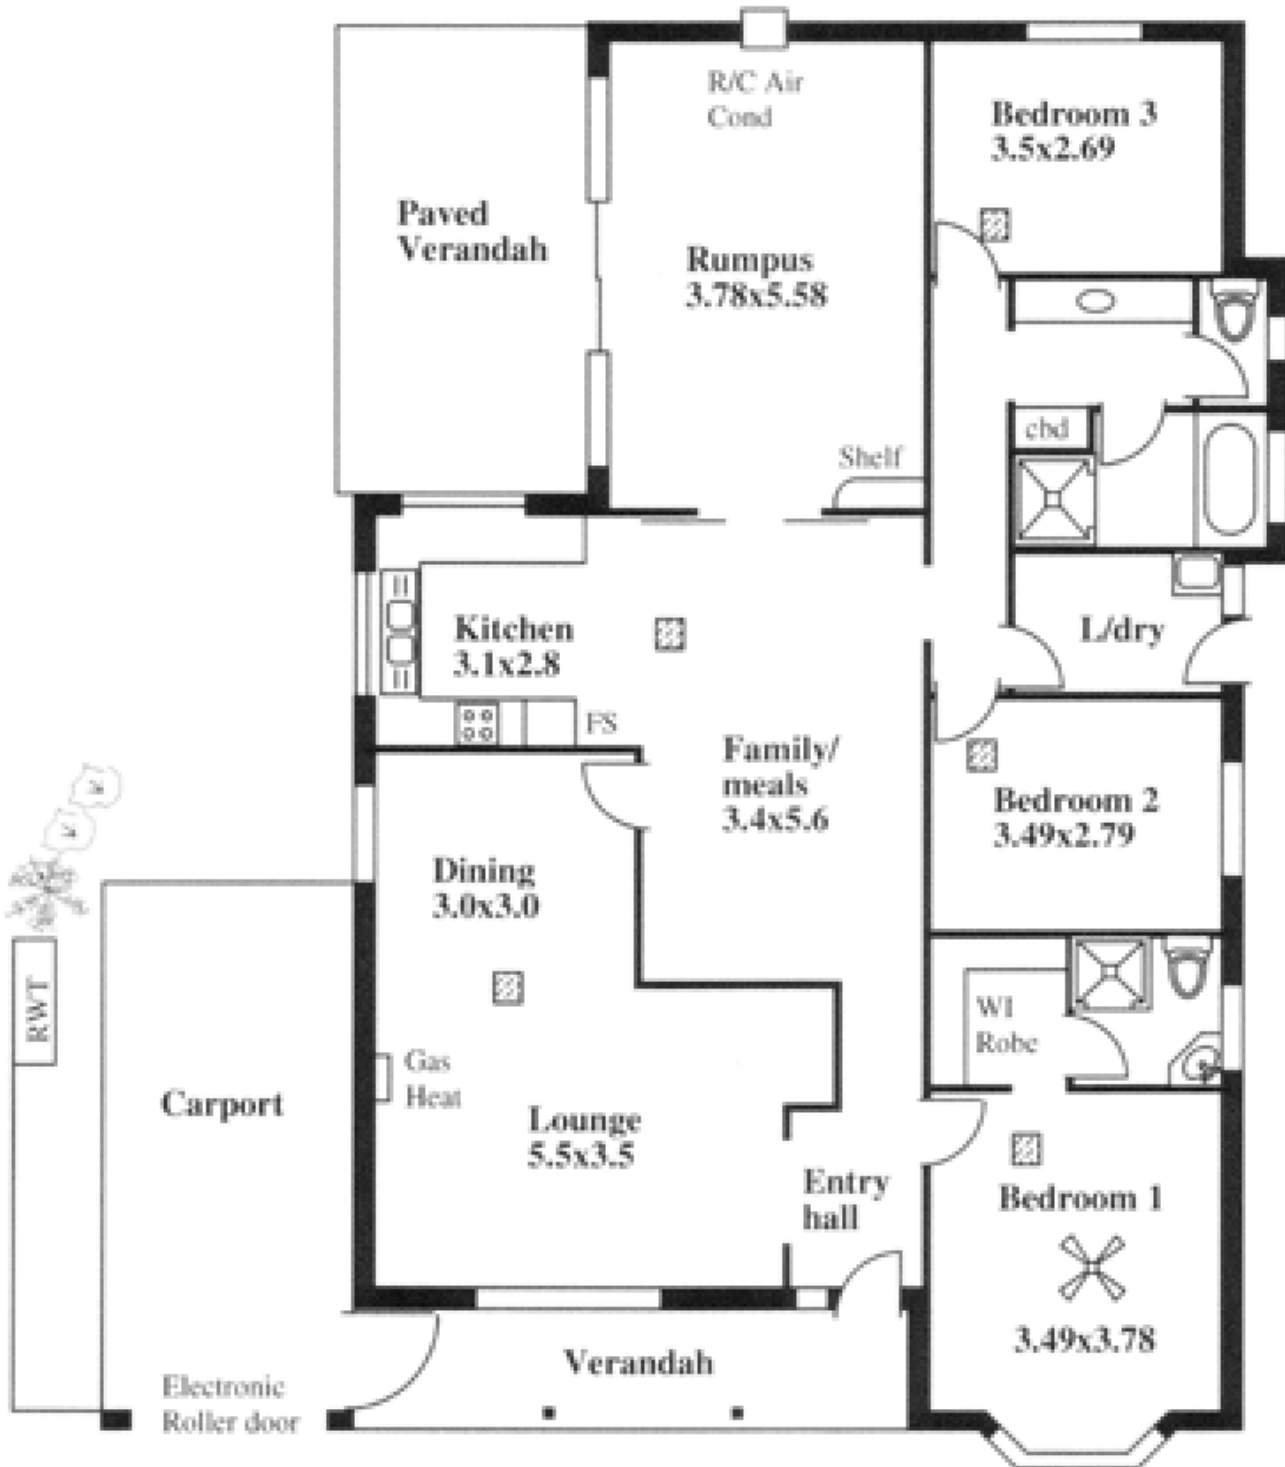 R/C Air
Cond
Bedroom 3
3.5x2.69
Paved
Verandah
Rumpus
3.78x5.58
cbd
Shelf
Kitchen
3.1x2.8
L/dry
FS
Family/
meals
3.4x5.6
Bedroom 2
3.49x2.79
Dining
3.0x3.0
RWT
WI
Robe
Gas
Heat
Carport
Lounge
5.5x3.5
Entry
hall
Bedroom 1
3.49x3.78
Verandah
Electronic
Roller door